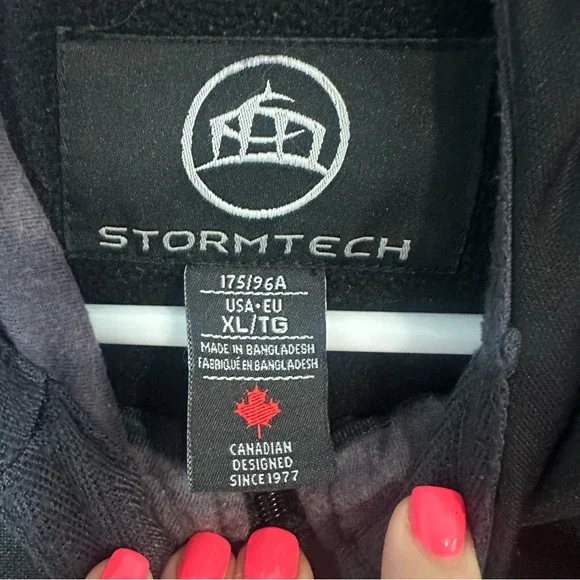 STORMTECH
175/96A
USA•EU
XL/TG
MADE IN BANGLADESH
FABRIQUÉ EN BANGLADESH
CANADIAN
DESIGNED
SINCE 1977